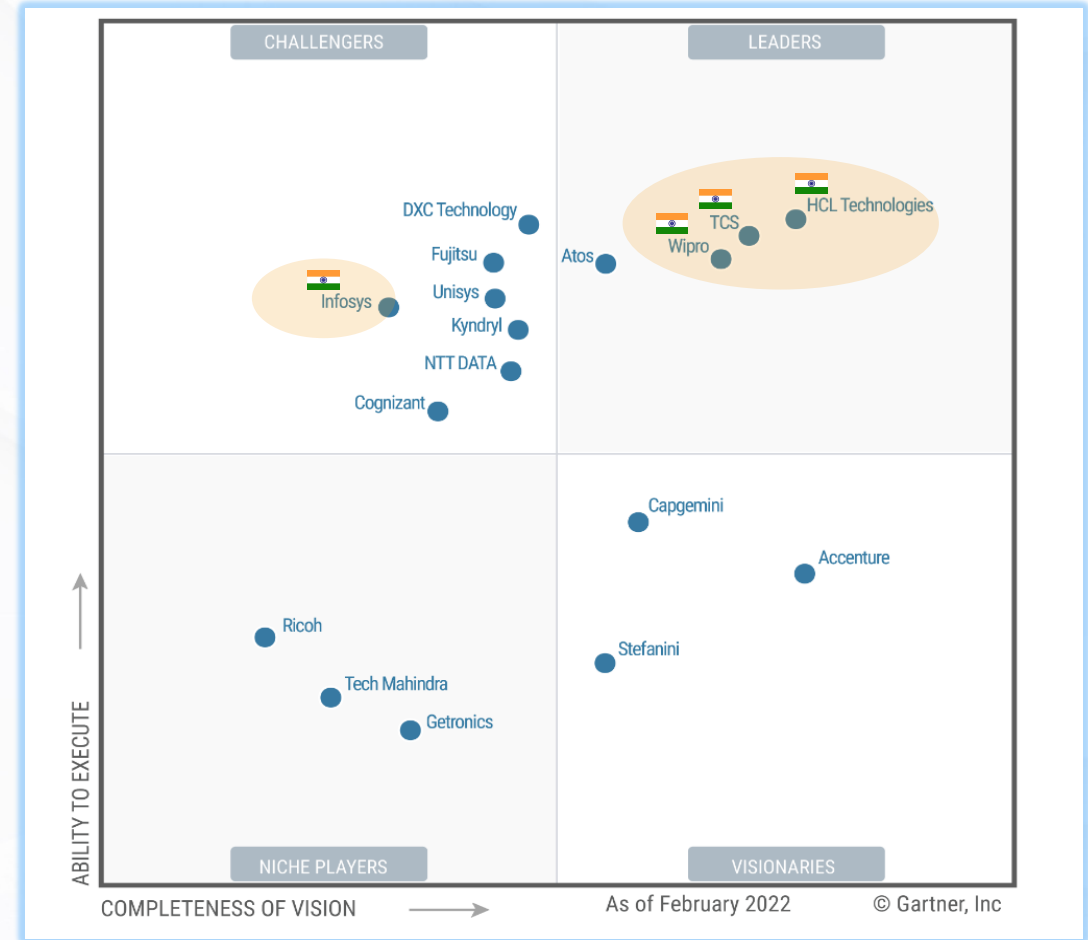 CHALLENGERS
LEADERS
DXC Technology
HCL Technologies
TCS
Wipro
Fujitsu
Atos
Unisys
Infosys
Kyndryl
NTT DATA
Cognizant
Capgemini
Accenture
Ricoh
Stefanini
Tech Mahindra
Getronics
ABILITY TO EXECUTE
NICHE PLAYERS
VISIONARIES
COMPLETENESS OF VISION
As of February 2022
© Gartner, Inc